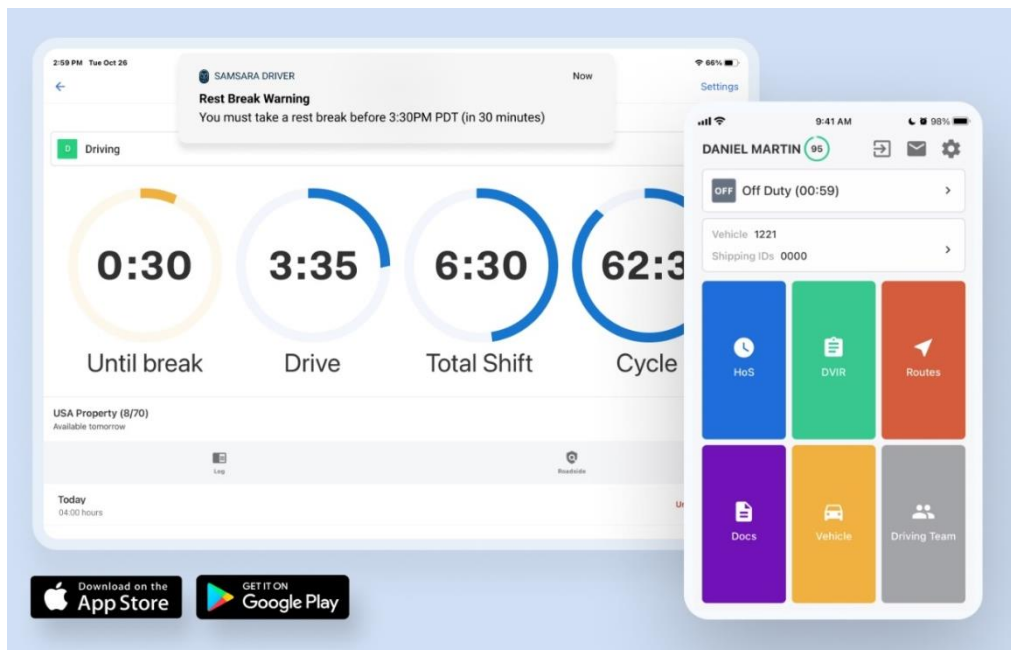 2:59 PM Tue Oct 26
66%
SAMSARA DRIVER
Now
Rest Break Warning
You must take a rest break before 3:30PM PDT (in 30 minutes)
Settings
D Driving
0:30
3:35
6:30
62:3
Until break
Drive
Total Shift
Cycle
USA Property (8/70)
Available tomorrow
Log
Roadside
Today
04:00 hours
9:41 AM
98%
DANIEL MARTIN 95
OFF Off Duty (00:59)
Vehicle 1221
Shipping IDs 0000
HoS
DVIR
Routes
Docs
Vehicle
Driving Team
Download on the
App Store
GET IT ON
Google Play